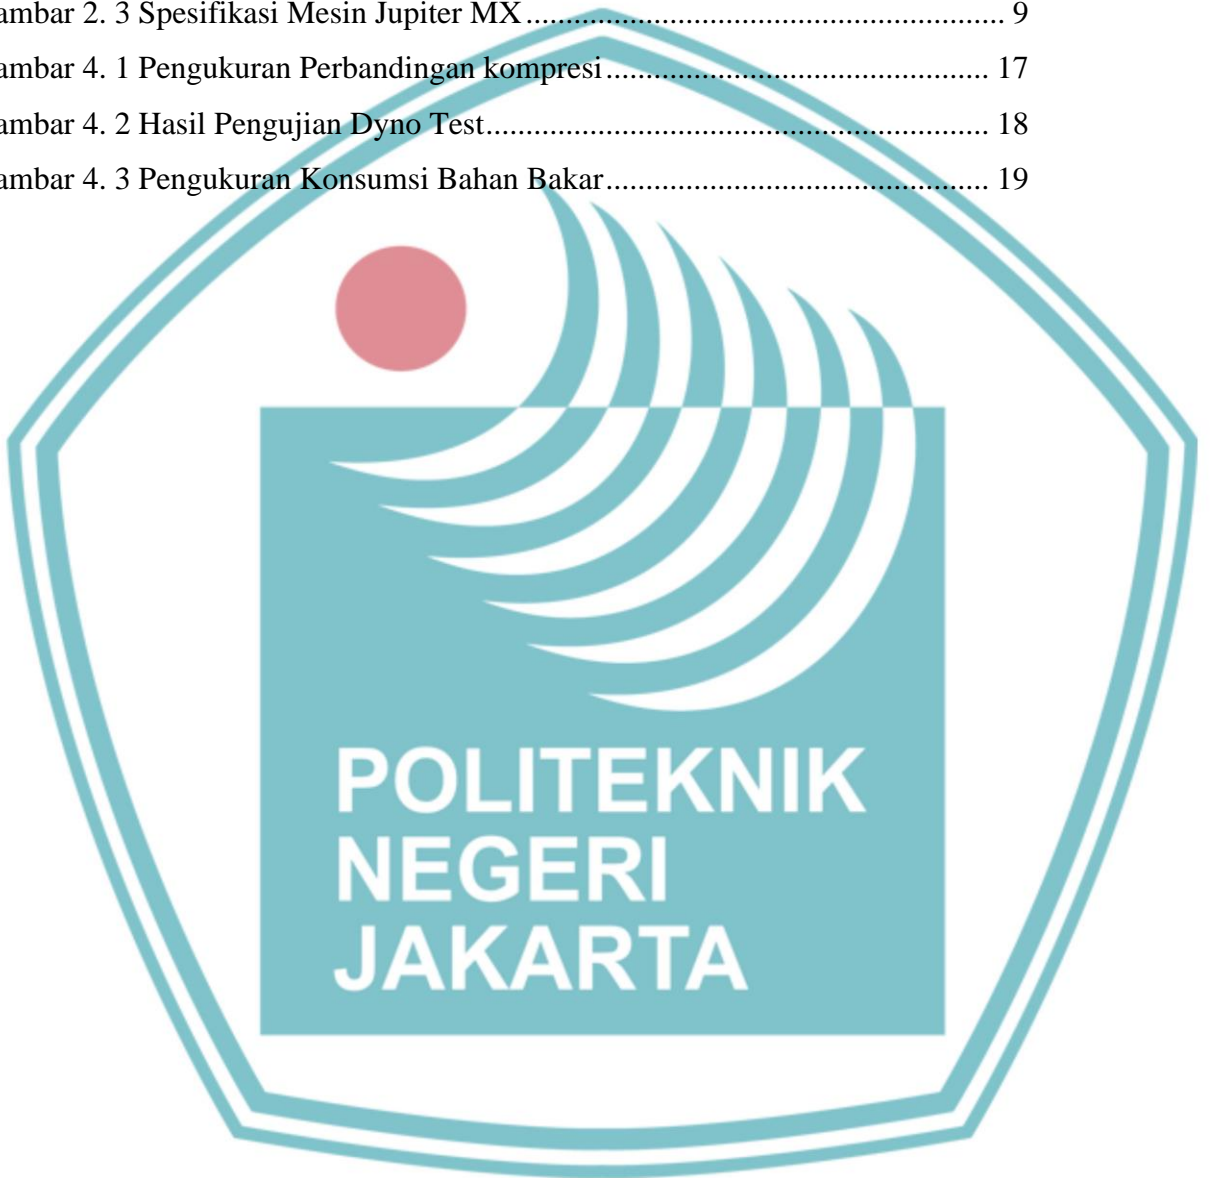 ambar 2. 3 Spesifikasi Mesin Jupiter MX............................................................ 9
ambar 4. 1 Pengukuran Perbandingan kompresi................................................ 17
ambar 4. 2 Hasil Pengujian Dyno Test............................................................... 18
ambar 4. 3 Pengukuran Konsumsi Bahan Bakar................................................ 19
POLITEKNIK
NEGERI
JAKARTA